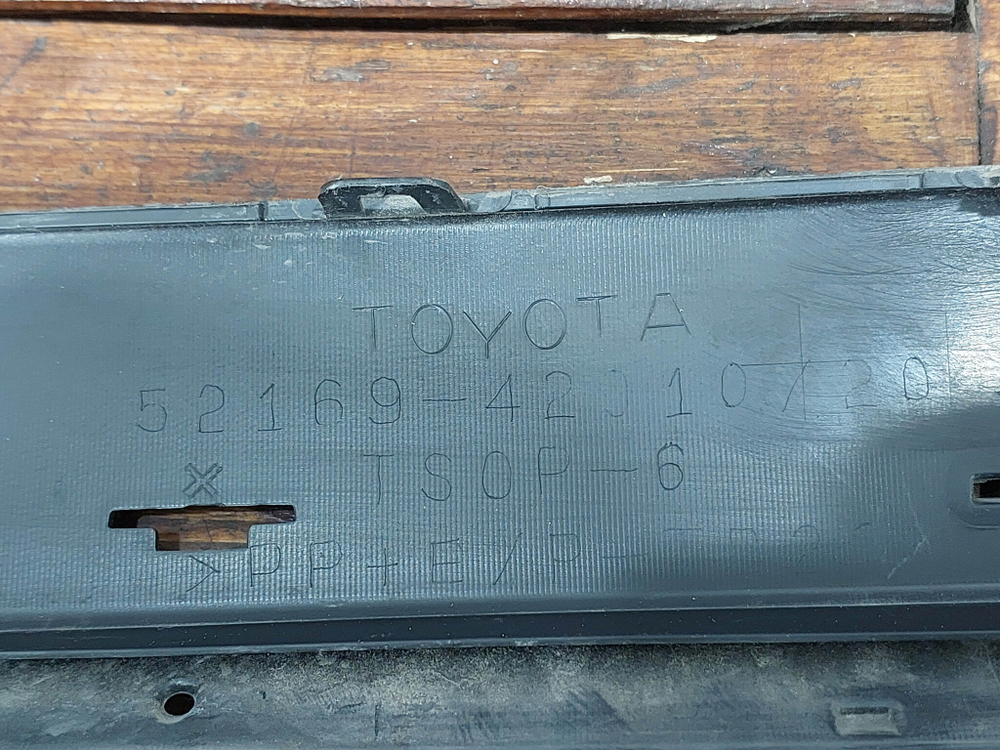 TOYOTA
52169-42010/20
※ TSOP-6
>PP+E/P-